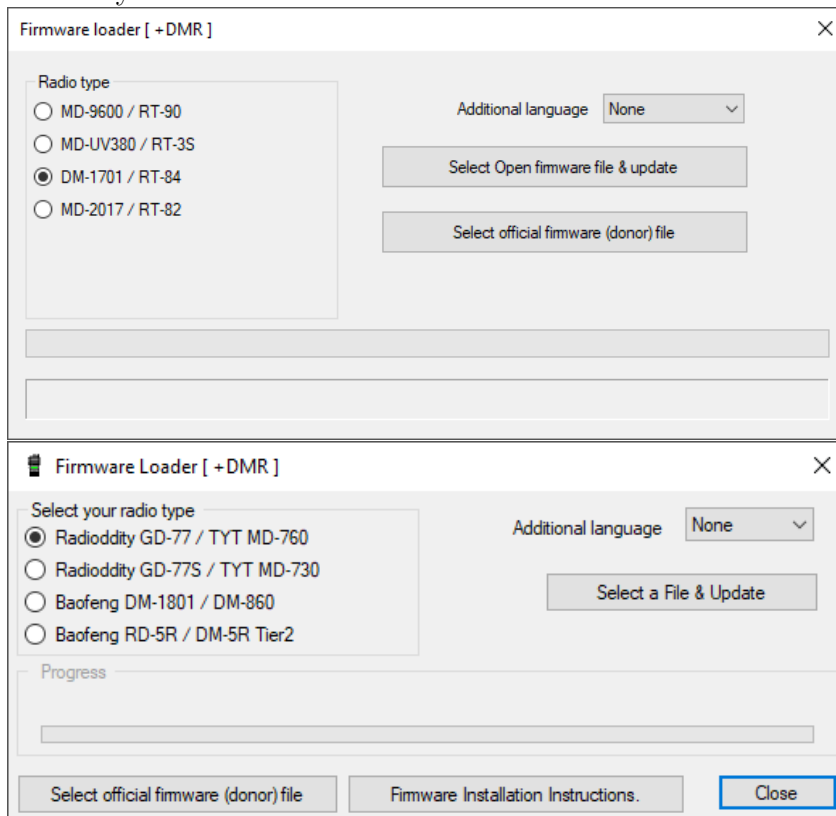 Firmware loader [ +DMR ]
Radio type
MD-9600 / RT-90
Additional language None
MD-UV380 / RT-3S
Select Open firmware file & update
DM-1701 / RT-84
MD-2017 / RT-82
Select official firmware (donor) file
Firmware Loader [ +DMR ]
Select your radio type
Additional language None
Radioddity GD-77 / TYT MD-760
Radioddity GD-77S / TYT MD-730
Select a File & Update
Baofeng DM-1801 / DM-860
Baofeng RD-5R / DM-5R Tier2
Progress
Select official firmware (donor) file Firmware Installation Instructions. Close